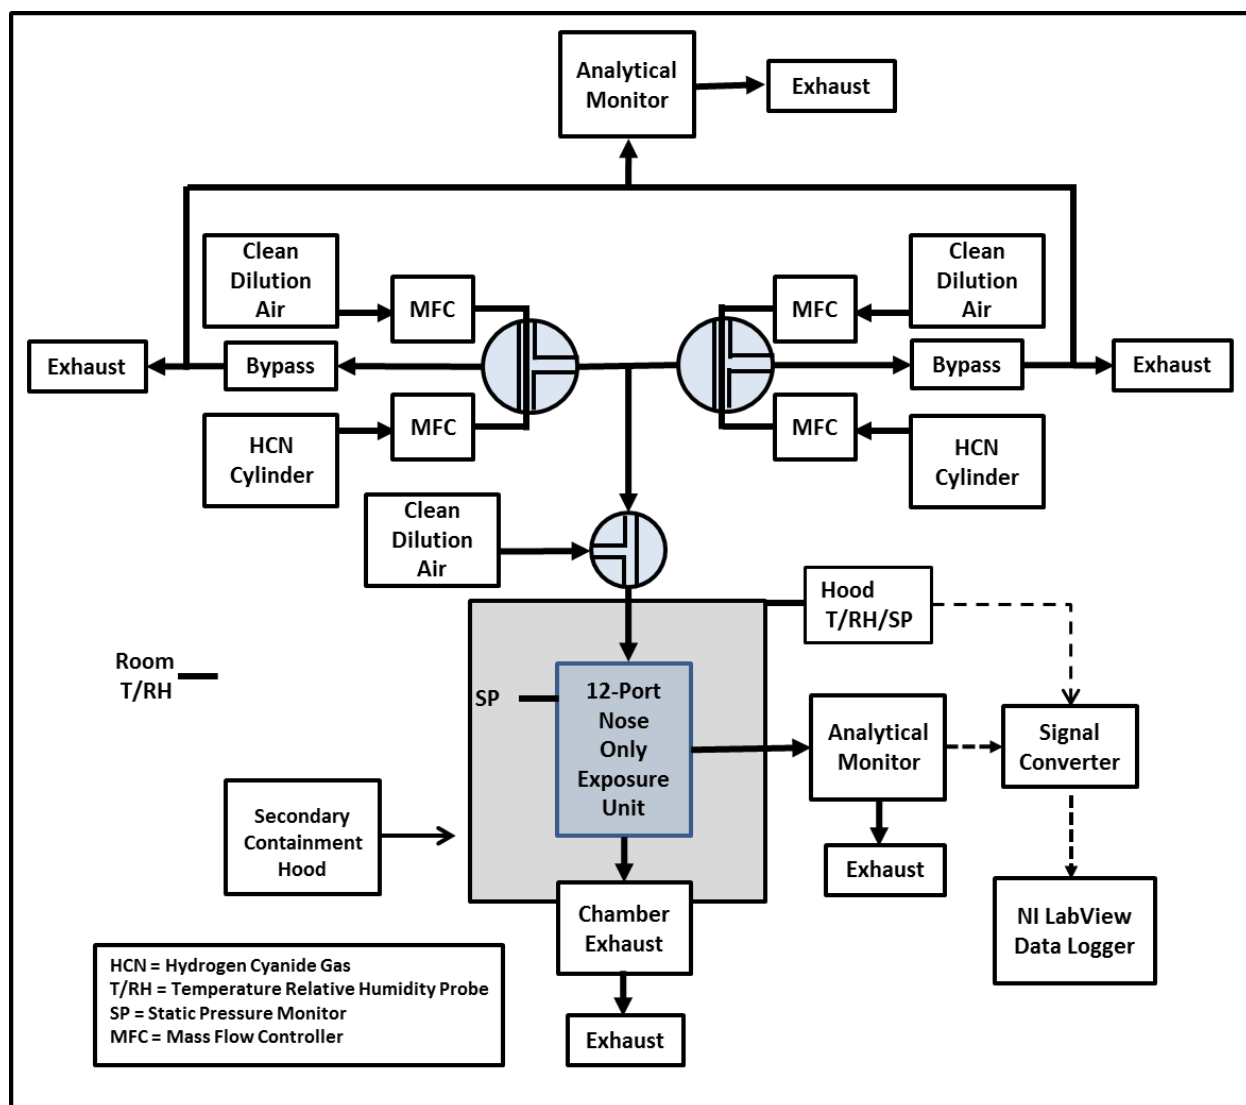 Analytical
Monitor
Exhaust
Clean
Dilution
Air
MFC
MFC
Clean
Dilution
Air
Exhaust
Bypass
Bypass
Exhaust
HCN
Cylinder
MFC
MFC
HCN
Cylinder
Clean
Dilution
Air
Hood
T/RH/SP
Room
T/RH
SP
12-Port
Nose
Only
Exposure
Unit
Analytical
Monitor
Signal
Converter
Secondary
Containment
Hood
Exhaust
Chamber
Exhaust
NI LabView
Data Logger
HCN = Hydrogen Cyanide Gas
T/RH = Temperature Relative Humidity Probe
SP = Static Pressure Monitor
MFC = Mass Flow Controller
Exhaust